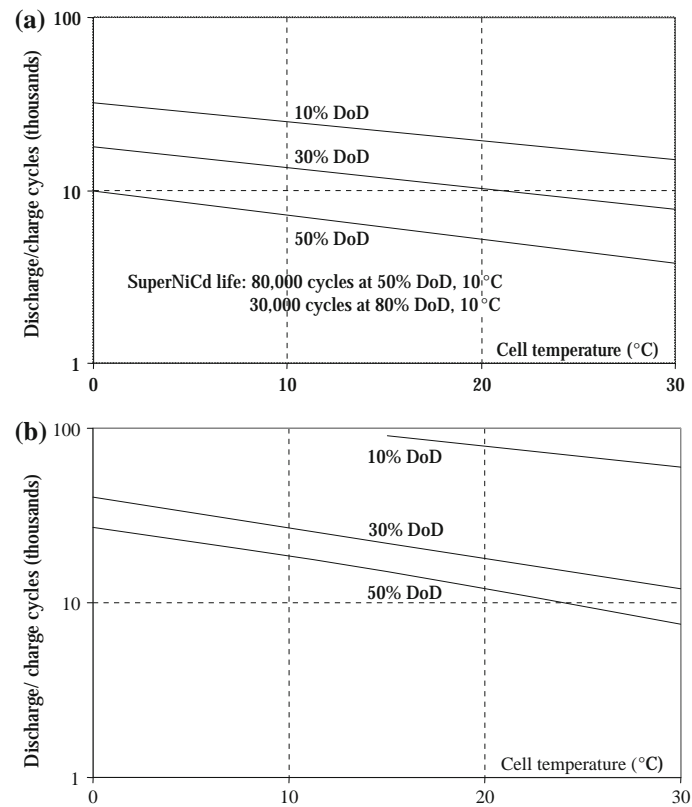 (a)
100
10
1
Discharge/charge cycles (thousands)
10% DoD
30% DoD
50% DoD
SuperNiCd life: 80,000 cycles at 50% DoD, 10°C
30,000 cycles at 80% DoD, 10°C
Cell temperature (°C)
0 10 20 30
(b)
100
10
1
Discharge/ charge cycles (thousands)
10% DoD
30% DoD
50% DoD
Cell temperature (°C)
0 10 20 30